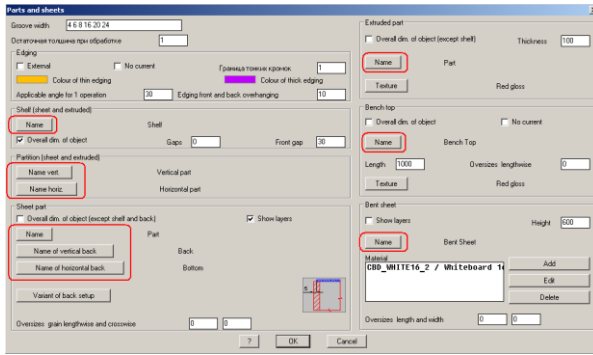 Parts and sheets
Groove width 4 6 8 16 20 24
Остаточная толщина при обработке 1
Edging
External No current Граница тонких кромок 1
Colour of thin edging Colour of thick edging
Applicable angle for 1 operation 30 Edging front and back overhanging 10
Shelf (sheet and extruded)
Name Shelf
Overall dim. of object Gaps 0 Front gap 30
Partition (sheet and extruded)
Name vert. Vertical part
Name horiz. Horizontal part
Sheet part
Overall dim. of object (except shelf and back) Show layers
Name Part
Name of vertical back Back
Name of horizontal back Bottom
Variant of back setup
s
Oversizes grain lengthwise and crosswise 0 0
Extruded part
Overall dim. of object (except shelf) Thickness 100
Name Part
Texture Red gloss
Bench-top
Overall dim. of object No current
Name Bench Top
Length 1000 Oversizes lengthwise 0
Texture Red gloss
Bent sheet
Show layers Height 600
Name Bent Sheet
Material
CBD_WHITE16_2 / Whiteboard 16
Add
Edit
Delete
Oversizes length and width 0 0
? OK Cancel